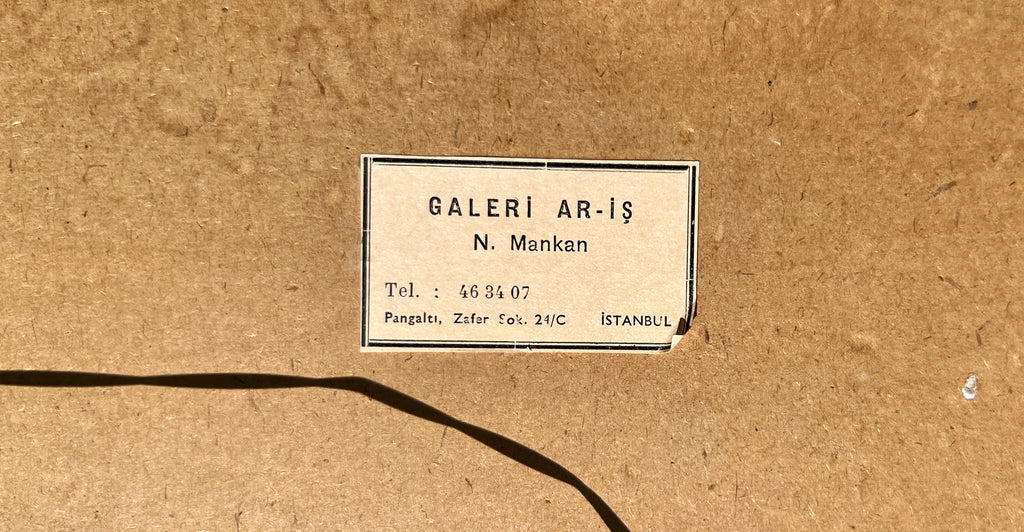 GALERİ AR-İŞ
N. Mankan
Tel. : 46 34 07
Pangaltı, Zafer Sok. 24/C İSTANBUL